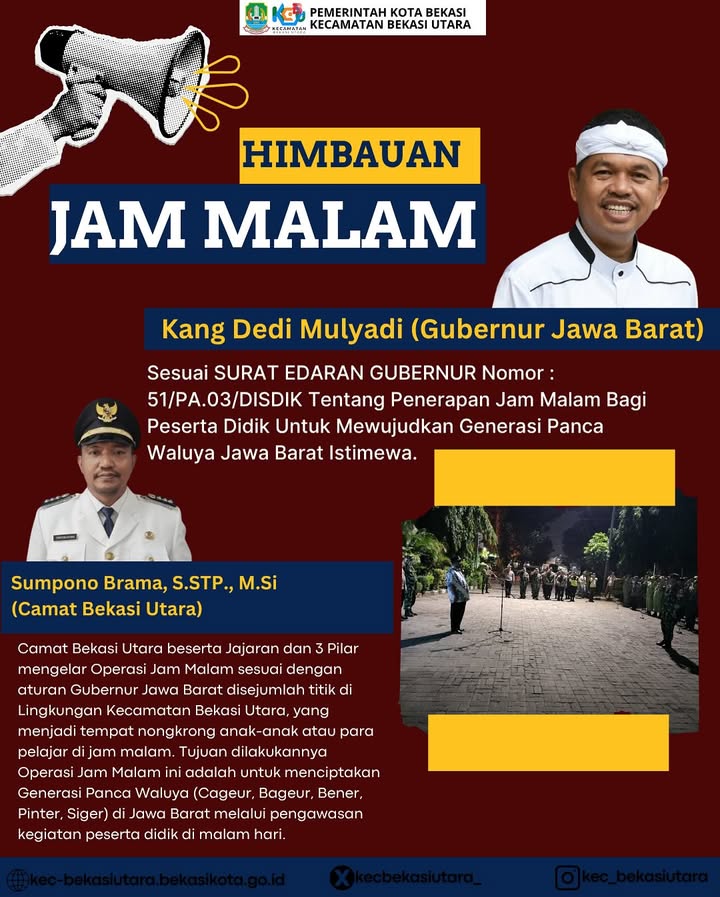 PEMERINTAH KOTA BEKASI
KECAMATAN BEKASI UTARA
KECAMATAN
BEKASI UTARA
HIMBAUAN
JAM MALAM
Kang Dedi Mulyadi (Gubernur Jawa Barat)
Sesuai SURAT EDARAN GUBERNUR Nomor :
51/PA.03/DISDIK Tentang Penerapan Jam Malam Bagi
Peserta Didik Untuk Mewujudkan Generasi Panca
Waluya Jawa Barat Istimewa.
Sumpono Brama, S.STP., M.Si
(Camat Bekasi Utara)
Camat Bekasi Utara beserta Jajaran dan 3 Pilar
mengelar Operasi Jam Malam sesuai dengan
aturan Gubernur Jawa Barat disejumlah titik di
Lingkungan Kecamatan Bekasi Utara, yang
menjadi tempat nongkrong anak-anak atau para
pelajar di jam malam. Tujuan dilakukannya
Operasi Jam Malam ini adalah untuk menciptakan
Generasi Panca Waluya (Cageur, Bageur, Bener,
Pinter, Siger) di Jawa Barat melalui pengawasan
kegiatan peserta didik di malam hari.
kec-bekasiutara.bekasikota.go.id
kecbekasiutara_
kec_bekasiutara